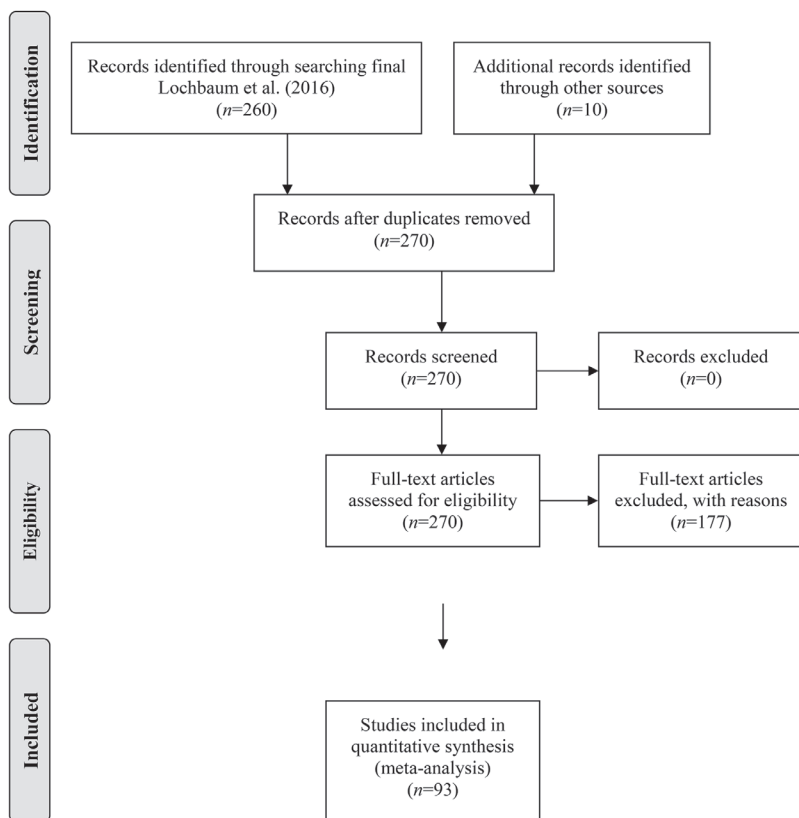 Identification
Records identified through searching final
Lochbaum et al. (2016)
(n=260)
Additional records identified
through other sources
(n=10)
Records after duplicates removed
(n=270)
Screening
Records screened
(n=270)
Records excluded
(n=0)
Eligibility
Full-text articles
assessed for eligibility
(n=270)
Full-text articles
excluded, with reasons
(n=177)
Included
Studies included in
quantitative synthesis
(meta-analysis)
(n=93)